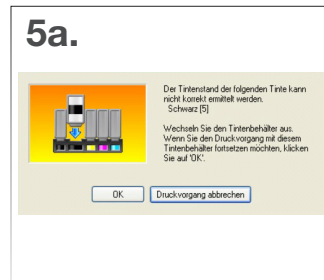 5a.
Der Tintenstand der folgenden Tinte kann
nicht korrekt ermittelt werden.
Schwarz [5]
Wechseln Sie den Tintenbehälter aus.
Wenn Sie den Druckvorgang mit diesem
Tintenbehälter fortsetzen möchten, klicken
Sie auf 'OK'.
OK
Druckvorgang abbrechen